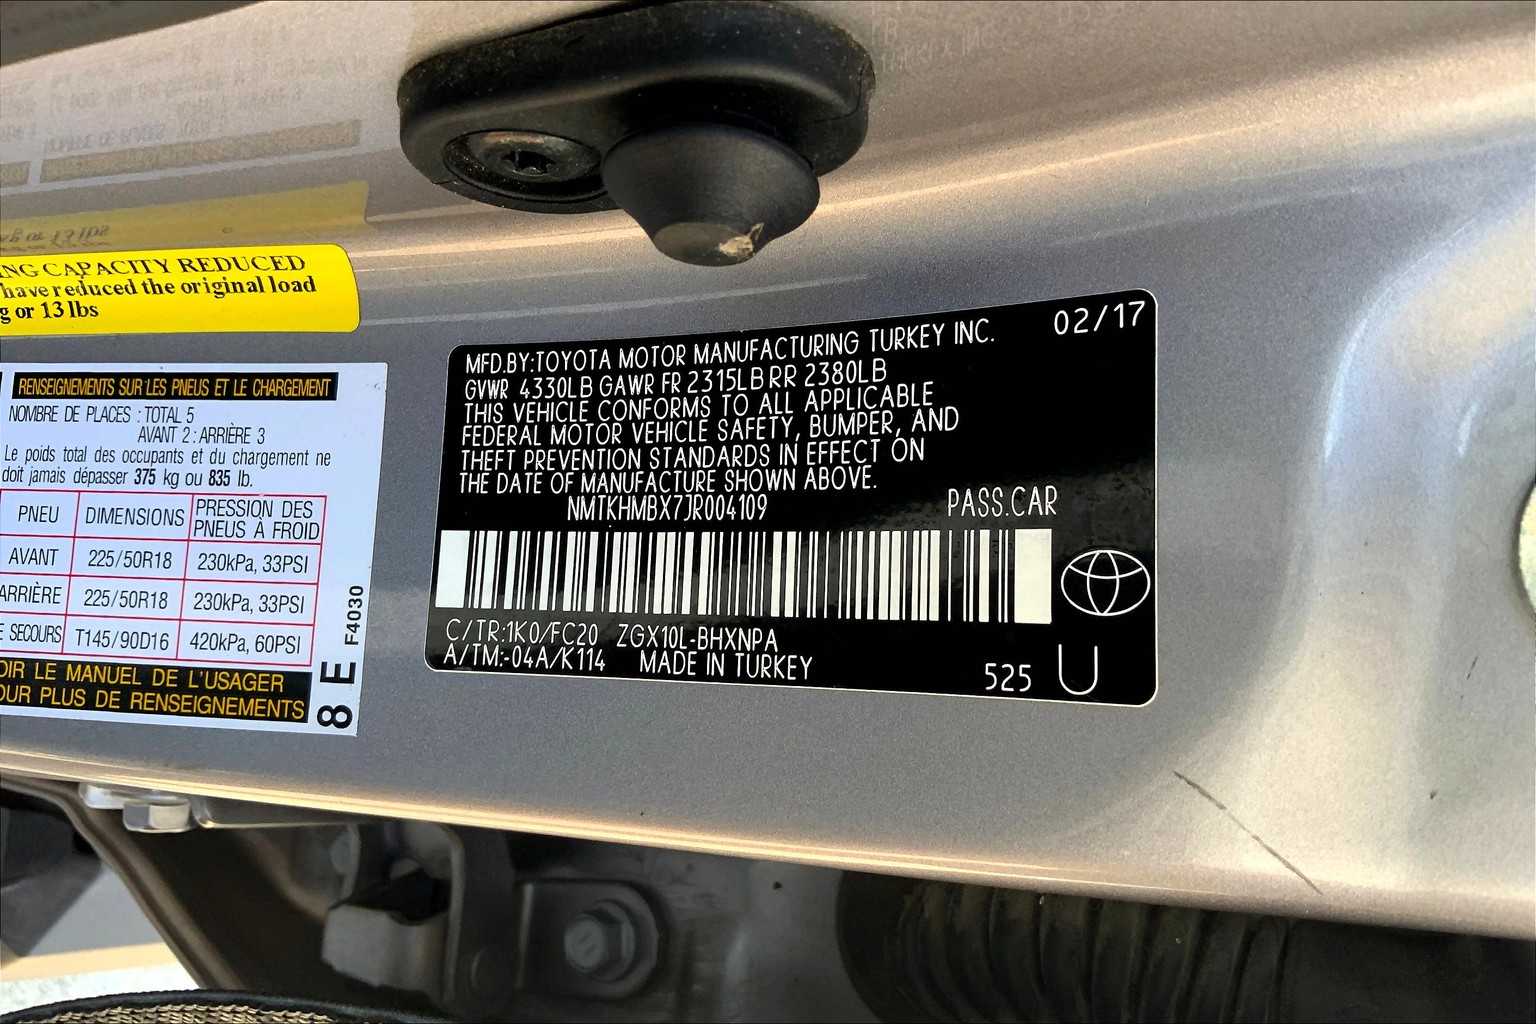 NG CAPACITY REDUCED
have reduced the original load
g or 13 lbs
RENSEIGNEMENTS SUR LES PNEUS ET LE CHARGEMENT
NOMBRE DE PLACES : TOTAL 5
AVANT 2 : ARRIÈRE 3
Le poids total des occupants et du chargement ne
doit jamais dépasser 375 kg ou 835 lb.
PNEU DIMENSIONS PRESSION DES PNEUS À FROID
AVANT 225/50R18 230kPa, 33PSI
ARRIÈRE 225/50R18 230kPa, 33PSI
E SECOURS T145/90D16 420kPa, 60PSI
OIR LE MANUEL DE L'USAGER
OUR PLUS DE RENSEIGNEMENTS
8 E F4030
MFD.BY:TOYOTA MOTOR MANUFACTURING TURKEY INC. 02/17
GVWR 4330LB GAWR FR 2315LB RR 2380LB
THIS VEHICLE CONFORMS TO ALL APPLICABLE
FEDERAL MOTOR VEHICLE SAFETY, BUMPER, AND
THEFT PREVENTION STANDARDS IN EFFECT ON
THE DATE OF MANUFACTURE SHOWN ABOVE.
NMTKHMBX7JR004109 PASS.CAR
C/TR:1K0/FC20 ZGX10L-BHXNPA
A/TM:-04A/K114 MADE IN TURKEY
525 U